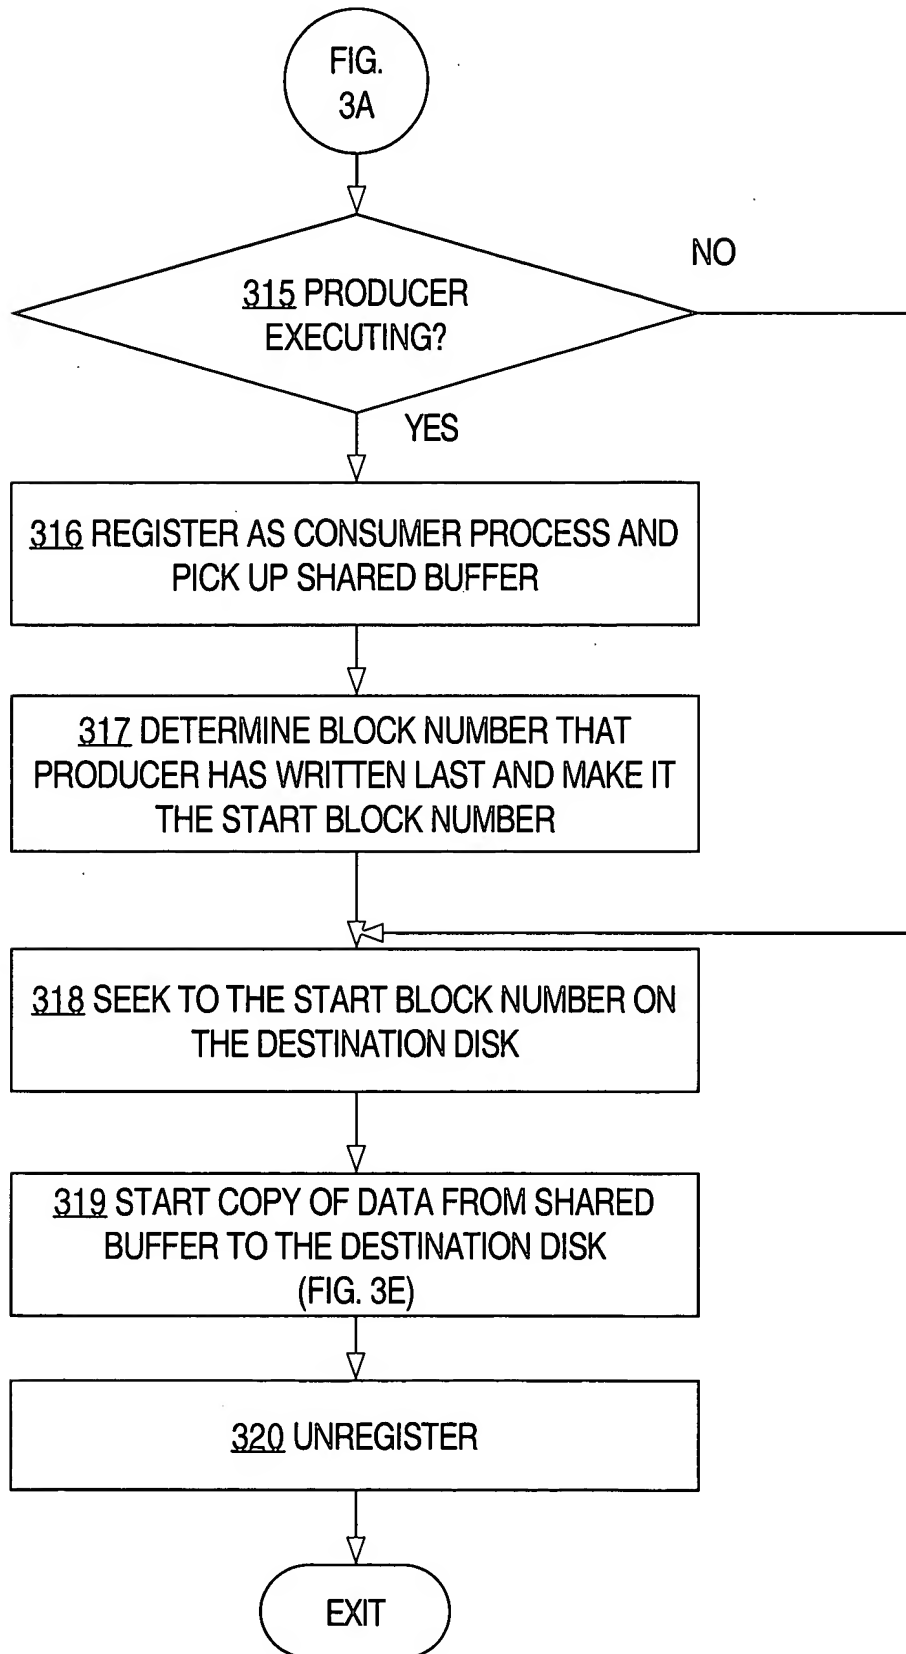 FIG.
3A
NO
315 PRODUCER
EXECUTING?
YES
316 REGISTER AS CONSUMER PROCESS AND
PICK UP SHARED BUFFER
317 DETERMINE BLOCK NUMBER THAT
PRODUCER HAS WRITTEN LAST AND MAKE IT
THE START BLOCK NUMBER
318 SEEK TO THE START BLOCK NUMBER ON
THE DESTINATION DISK
319 START COPY OF DATA FROM SHARED
BUFFER TO THE DESTINATION DISK
(FIG. 3E)
320 UNREGISTER
EXIT